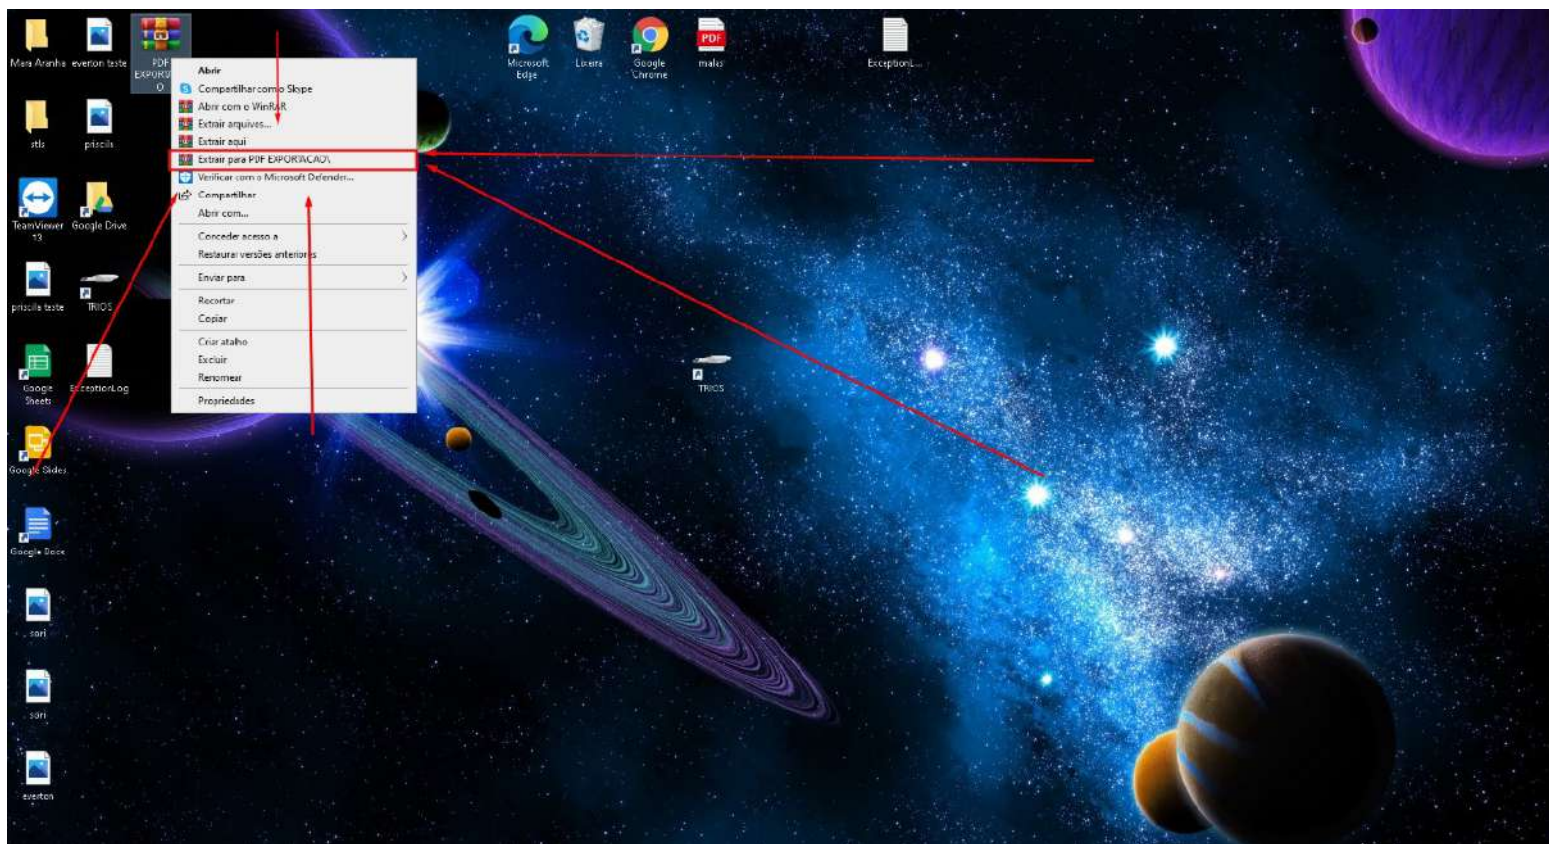 Mara Aranha
everton teste
PDF
EXPORTA
O
Microsoft
Edge
Lixeira
Google
Chrome
PDF
malas
ExceptionL...
Abrir
Compartilhar com o Skype
Abrir com o WinRAR
Extrair arquivos...
Extrair aqui
Extrair para PDF EXPORTACAO\
Verificar com o Microsoft Defender...
Compartilhar
Abrir com...
Conceder acesso a
Restaurar versões anteriores
Enviar para
Recortar
Copiar
Criar atalho
Excluir
Renomear
Propriedades
stls
priscila
TeamViewer
13
Google Drive
priscila teste
TRIOS
Google
Sheets
ExceptionLog
TRIOS
Google Slides
Google Docs
sori
sori
everton